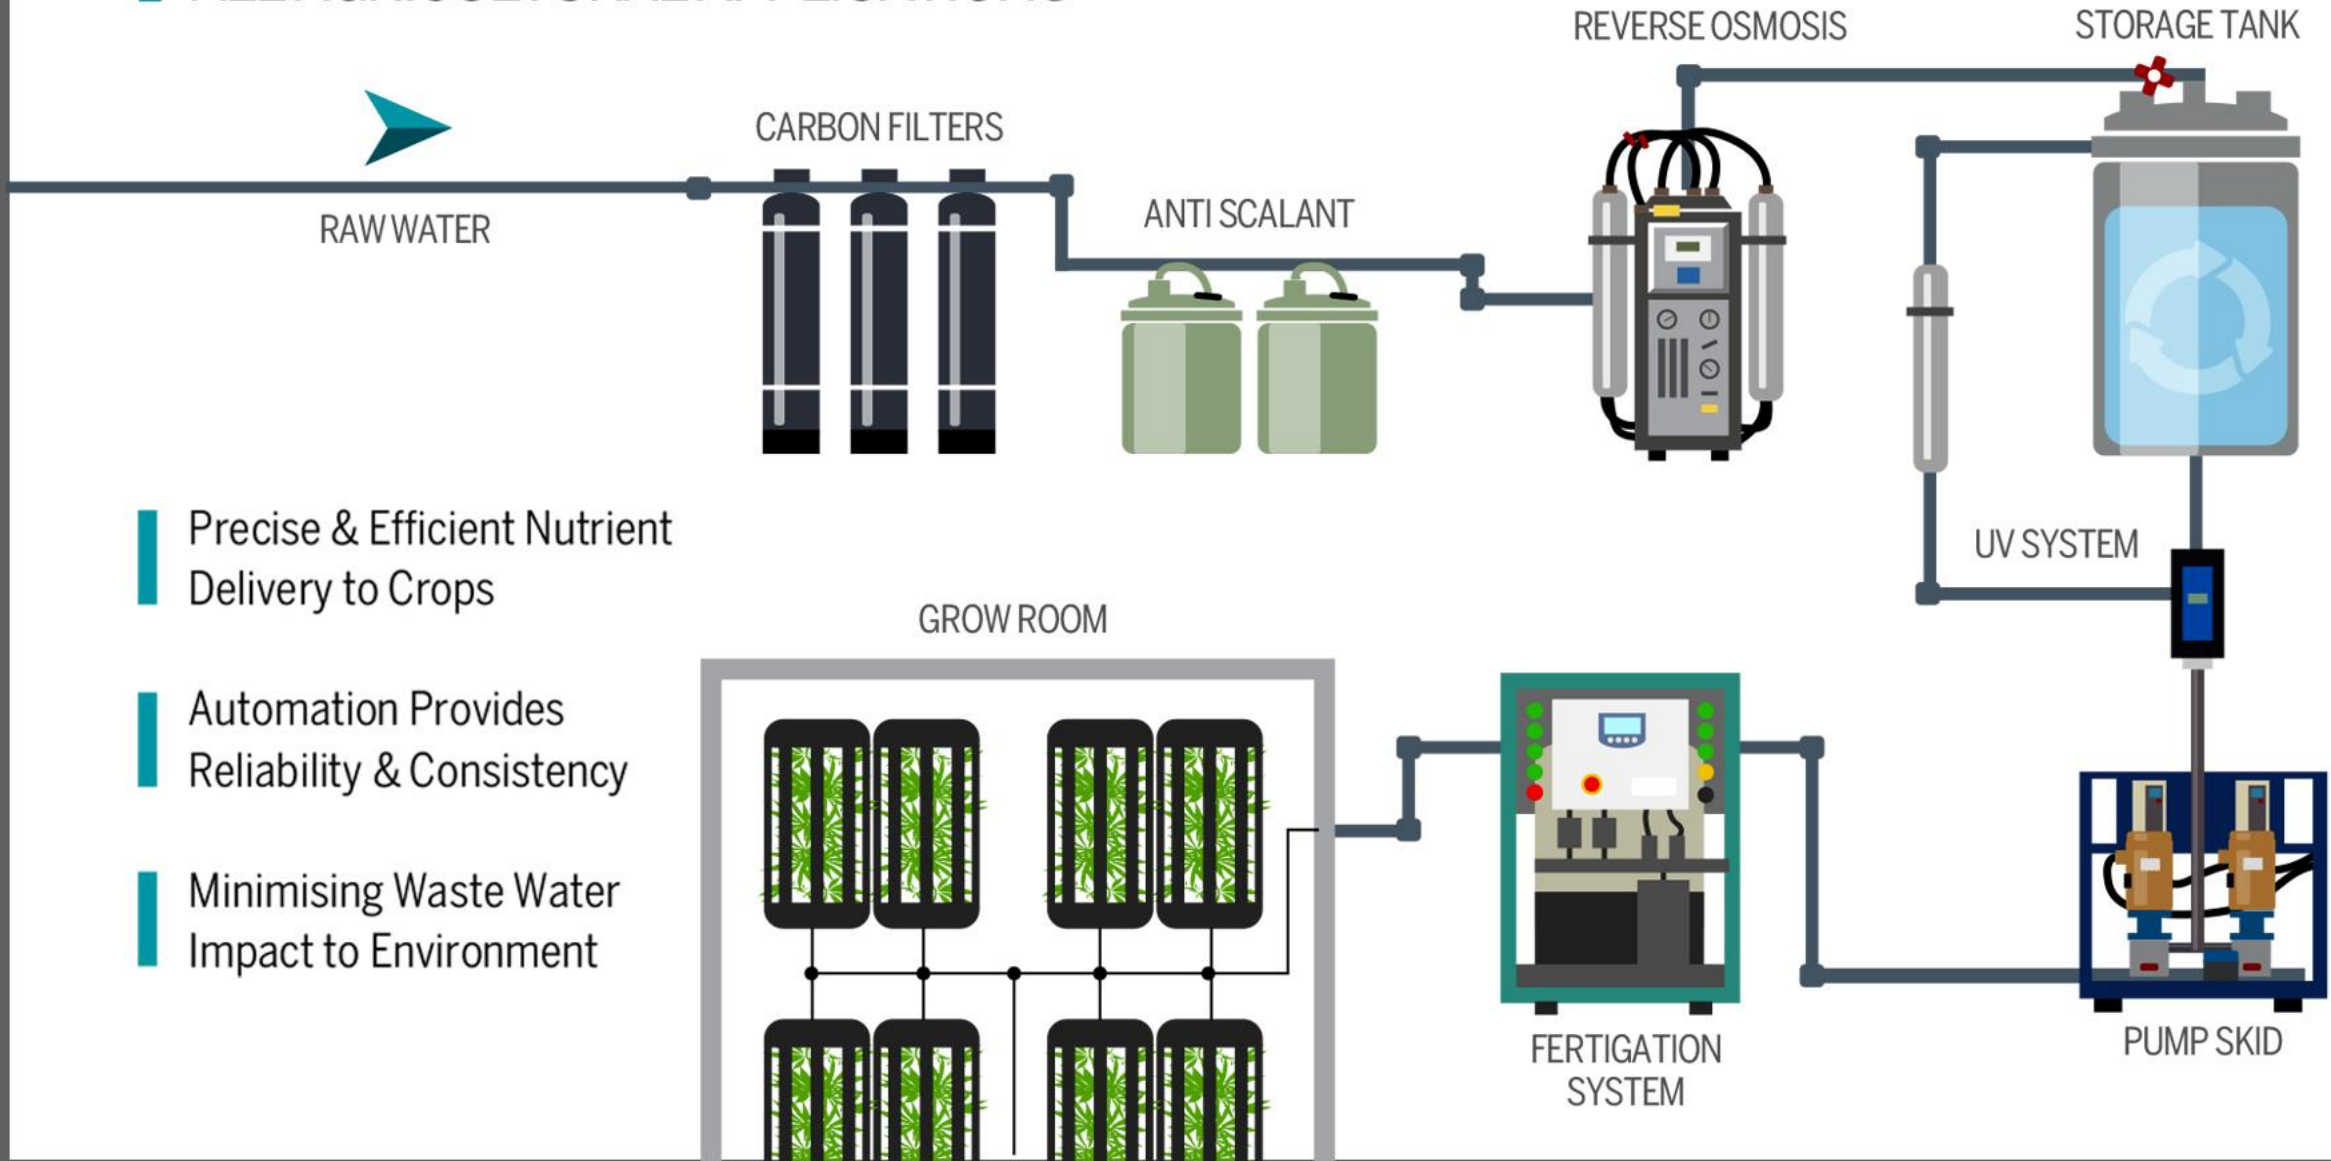 REVERSE OSMOSIS
STORAGE TANK
CARBON FILTERS
RAW WATER
ANTI SCALANT
Precise & Efficient Nutrient
Delivery to Crops
UV SYSTEM
GROW ROOM
Automation Provides
Reliability & Consistency
Minimising Waste Water
Impact to Environment
FERTIGATION
SYSTEM
PUMP SKID